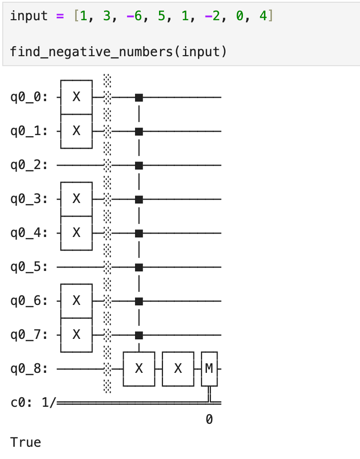 input = [1, 3, -6, 5, 1, -2, 0, 4]
find_negative_numbers(input)
q0_0: X
q0_1: X
q0_2:
q0_3: X
q0_4: X
q0_5:
q0_6: X
q0_7: X
q0_8: X X M
c0: 1/
0
True